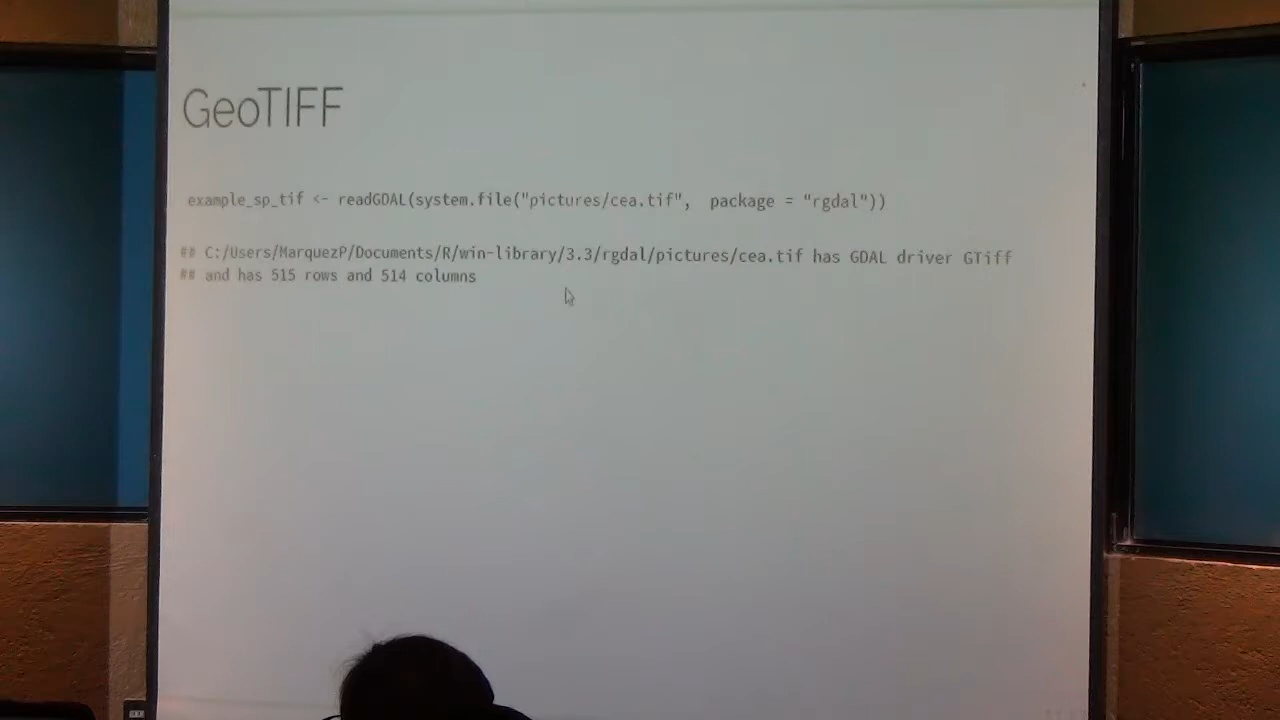 GeoTIFF
example_sp_tif <- readGDAL(system.file("pictures/cea.tif",  package = "rgdal"))
## C:/Users/MarquezP/Documents/R/win-library/3.3/rgdal/pictures/cea.tif has GDAL driver GTiff
## and has 515 rows and 514 columns